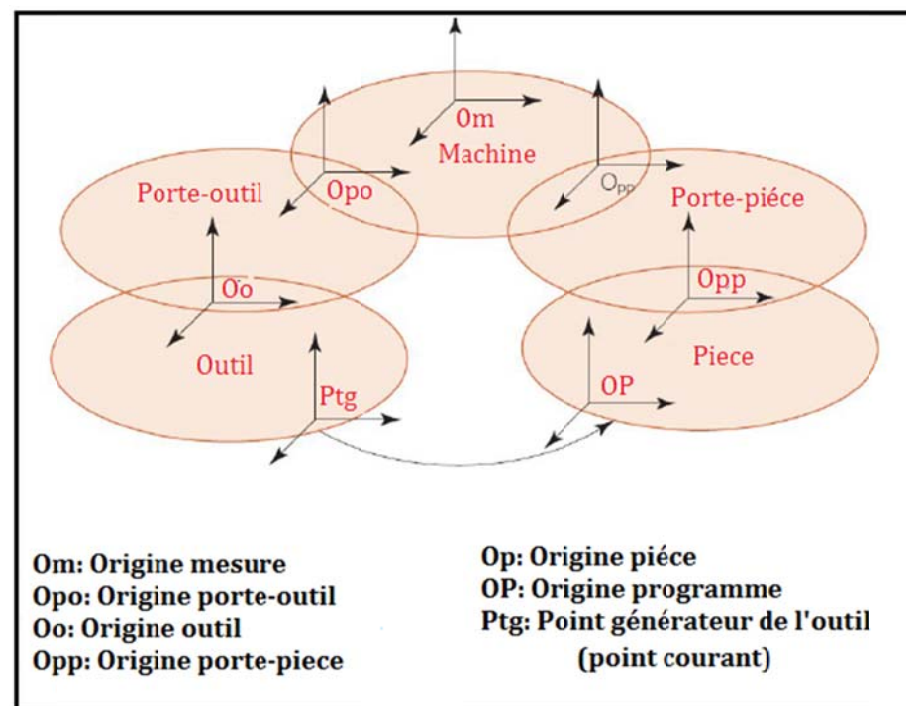 Om
Machine
Porte-outil
Opo
Opp
Porte-piéce
Oo
Opp
Outil
Piece
Ptg
OP
Om: Origine mesure
Opo: Origine porte-outil
Oo: Origine outil
Opp: Origine porte-piece
Op: Origine piéce
OP: Origine programme
Ptg: Point générateur de l'outil
(point courant)